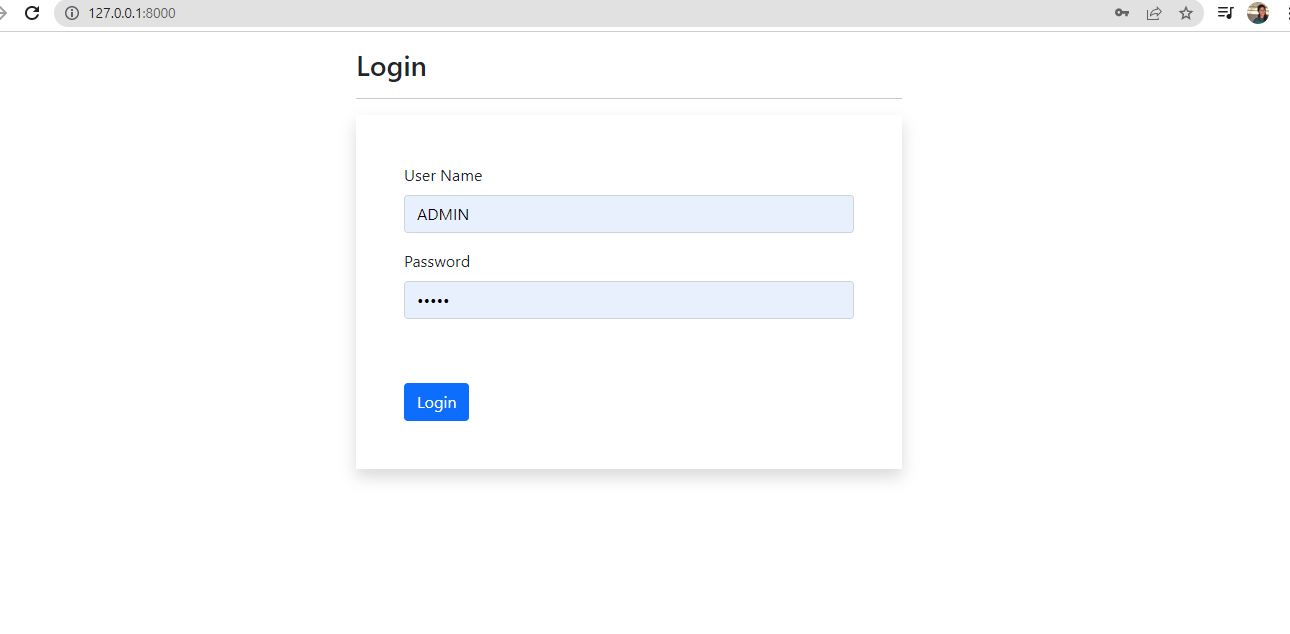 127.0.0.1:8000
Login
User Name
ADMIN
Password
•••••
Login